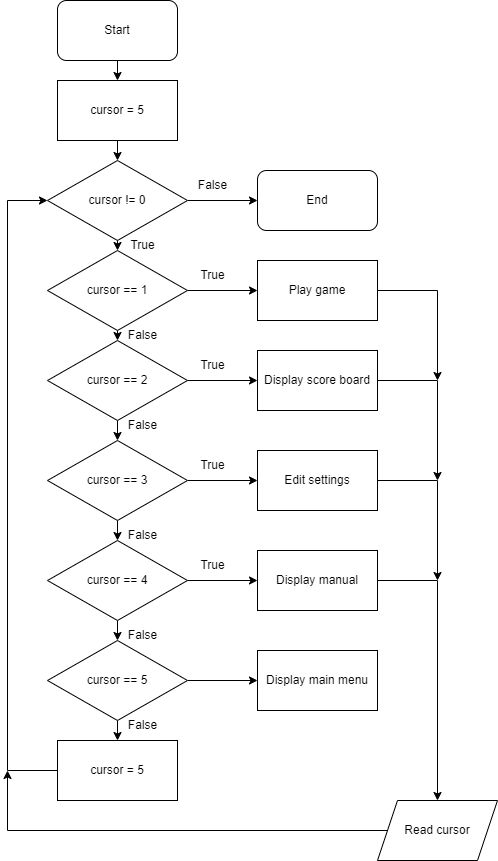 Start
cursor = 5
cursor != 0
False
End
True
cursor == 1
True
Play game
False
cursor == 2
True
Display score board
False
cursor == 3
True
Edit settings
False
cursor == 4
True
Display manual
False
cursor == 5
Display main menu
False
cursor = 5
Read cursor